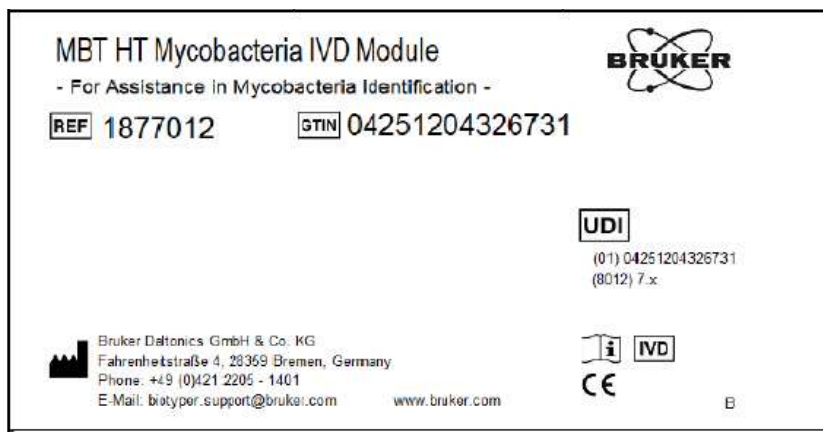 MBT HT Mycobacteria IVD Module
BRUKER
- For Assistance in Mycobacteria Identification -
REF 1877012
GTIN 04251204326731
UDI
(01) 04251204326731
(8012) 7.x
Bruker Daltonics GmbH & Co. KG
Fahrenheitstraße 4, 28359 Bremen, Germany
Phone: +49 (0)421 2205 - 1401
E-Mail: biotyper.support@bruker.com www.bruker.com
i IVD
CE
B